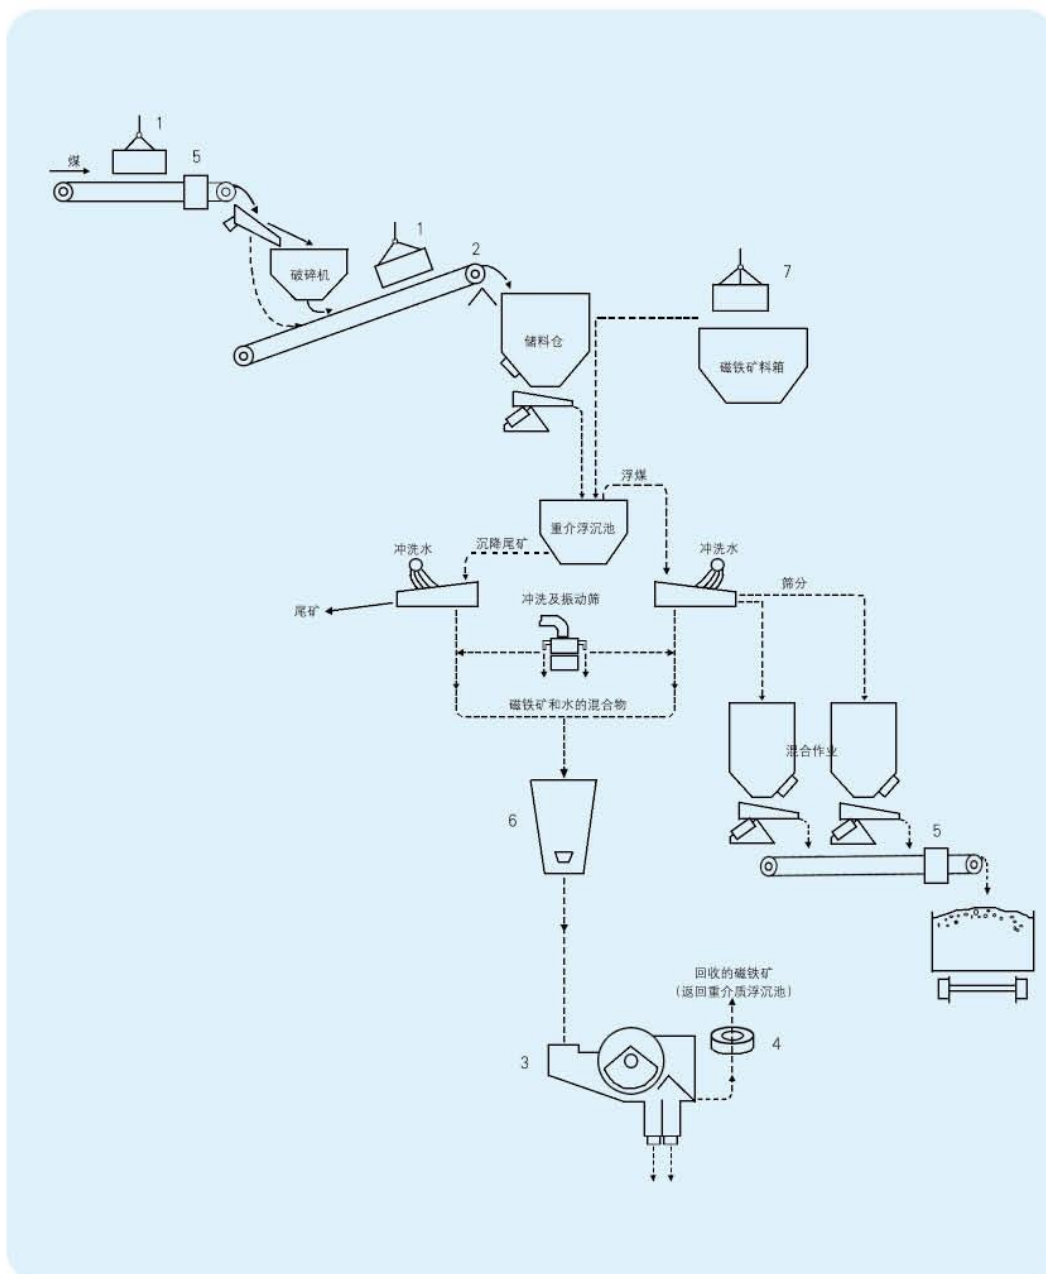 1
煤
5
破碎机
1
2
储料仓
7
磁铁矿料箱
浮煤
重介浮沉池
沉降尾矿
冲洗水
冲洗水
尾矿
冲洗及振动筛
筛分
磁铁矿和水的混合物
混合作业
6
5
回收的磁铁矿
(返回重介质浮沉池)
3
4